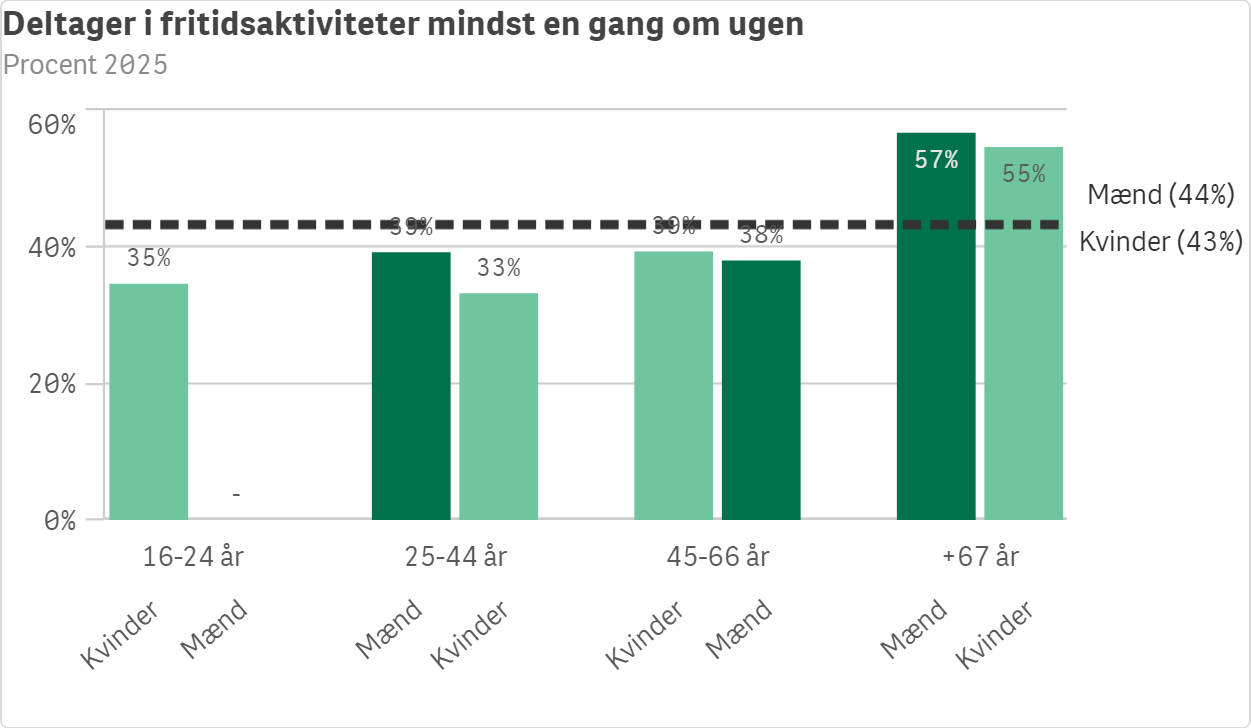 Deltager i fritidsaktiviteter mindst en gang om ugen
Procent 2025
60%
40%
20%
0%
35%
-
39%
33%
39%
38%
57%
55%
Mænd (44%)
Kvinder (43%)
16-24 år
25-44 år
45-66 år
+67 år
Kvinder
Mænd
Mænd
Kvinder
Kvinder
Mænd
Mænd
Kvinder